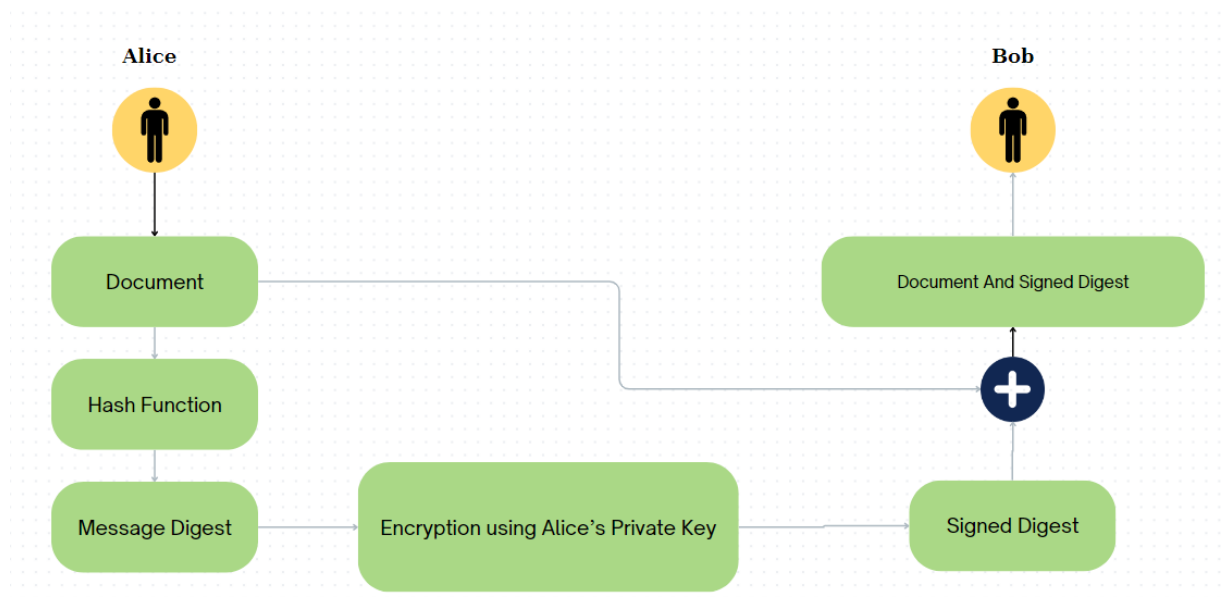 Alice
Bob
Document
Document And Signed Digest
Hash Function
Message Digest
Encryption using Alice’s Private Key
Signed Digest